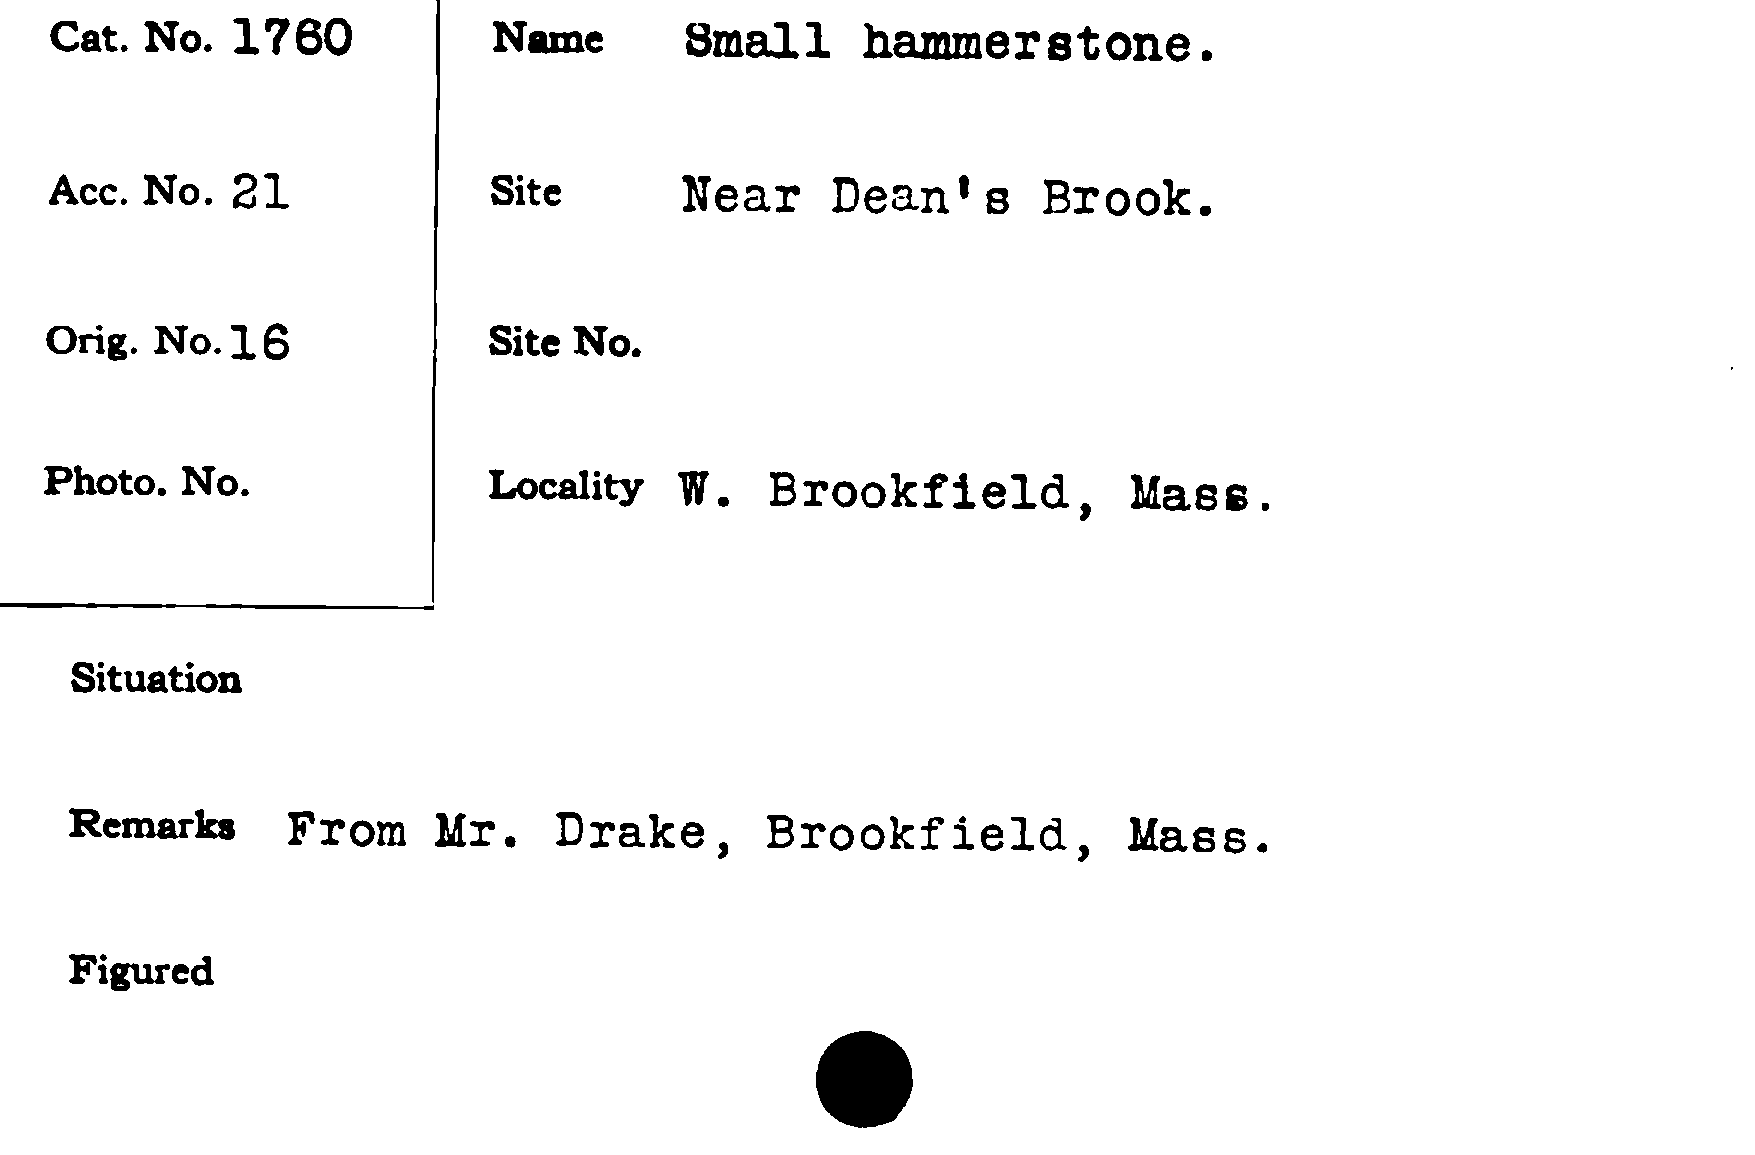 Cat. No. 1760
Name Small hammerstone.
Acc. No. 21
Site Near Dean's Brook.
Orig. No. 16
Site No.
Photo. No.
Locality W. Brookfield, Mass.
Situation
Remarks From Mr. Drake, Brookfield, Mass.
Figured